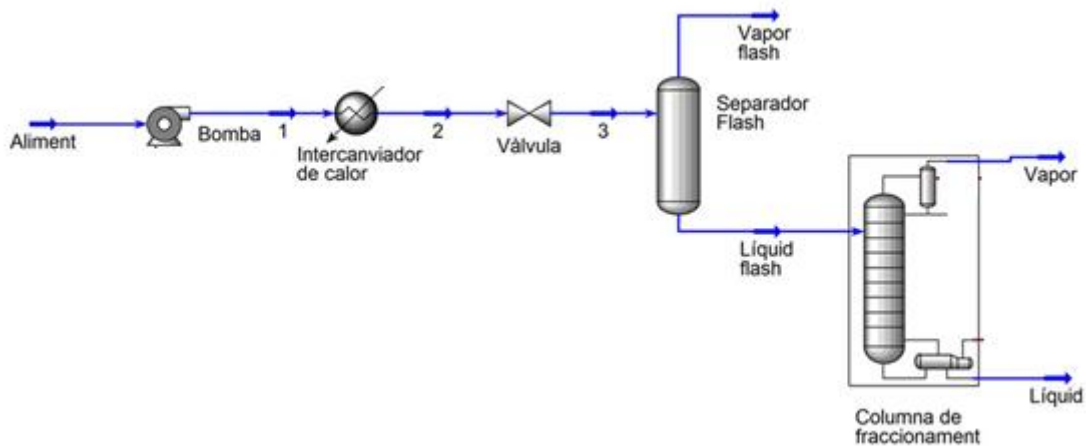 Aliment
Bomba
1
Intercanviador
de calor
2
Vàlvula
3
Vapor
flash
Separador
Flash
Líquid
flash
Vapor
Líquid
Columna de
fraccionament